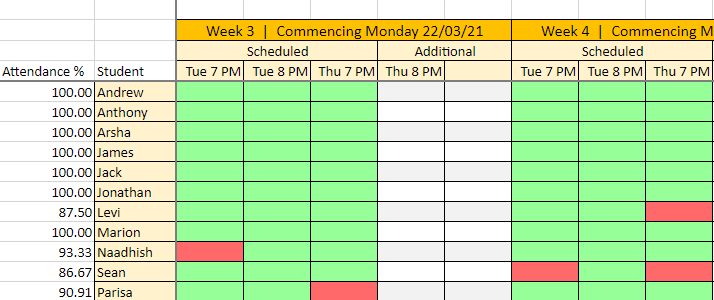 Week 3 | Commencing Monday 22/03/21 Week 4 | Commencing M
Scheduled Additional Scheduled
Attendance % Student Tue 7 PM Tue 8 PM Thu 7 PM Thu 8 PM Tue 7 PM Tue 8 PM Thu 7 PM
100.00 Andrew
100.00 Anthony
100.00 Arsha
100.00 James
100.00 Jack
100.00 Jonathan
87.50 Levi
100.00 Marion
93.33 Naadhish
86.67 Sean
90.91 Parisa